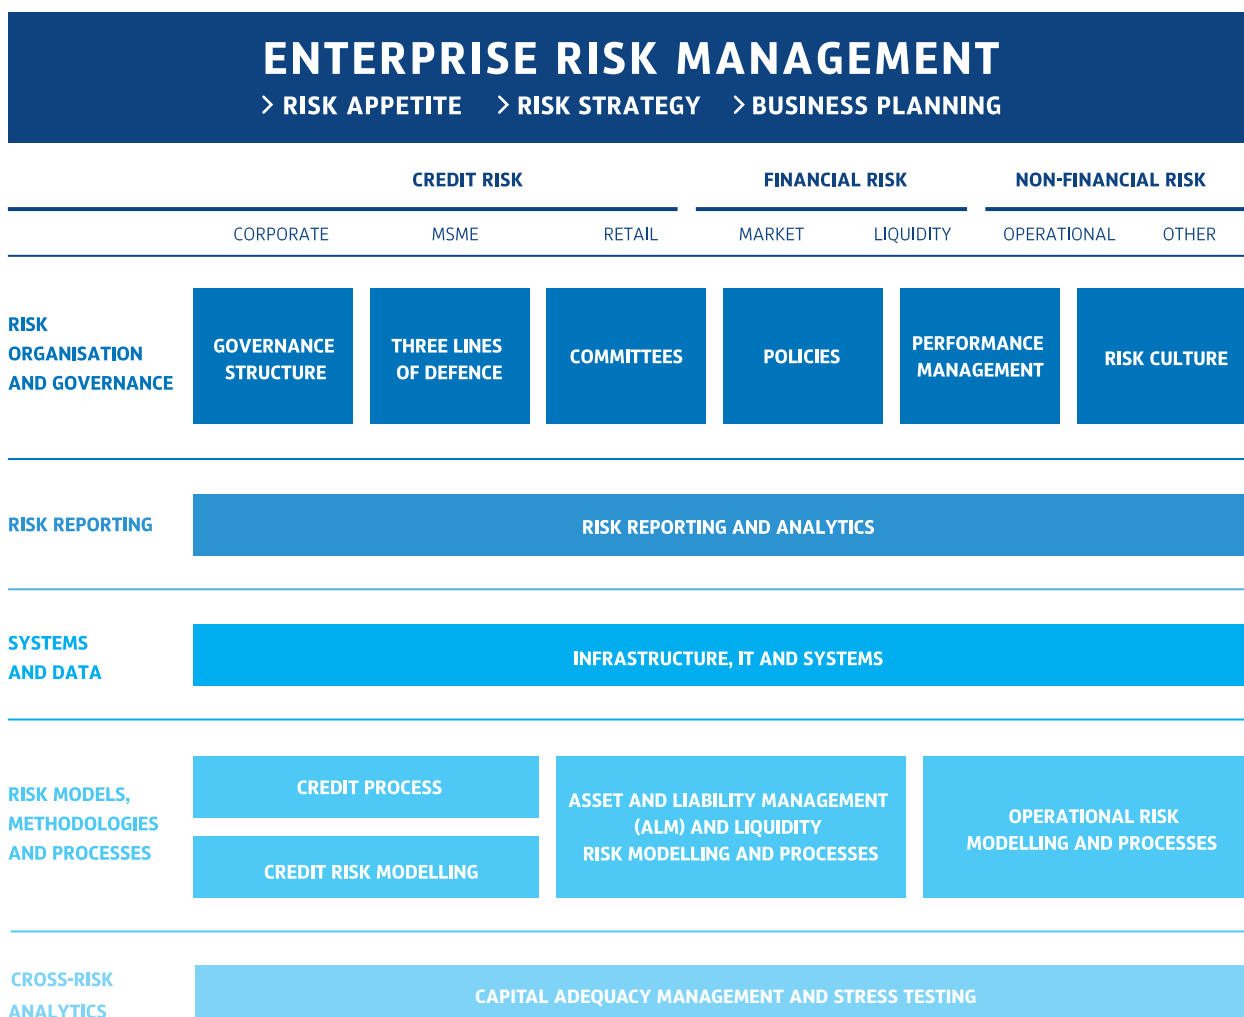 ENTERPRISE RISK MANAGEMENT
> RISK APPETITE > RISK STRATEGY > BUSINESS PLANNING
CREDIT RISK FINANCIAL RISK NON-FINANCIAL RISK
CORPORATE MSME RETAIL MARKET LIQUIDITY OPERATIONAL OTHER
RISK
ORGANISATION
AND GOVERNANCE
GOVERNANCE
STRUCTURE
THREE LINES
OF DEFENCE
COMMITTEES
POLICIES
PERFORMANCE
MANAGEMENT
RISK CULTURE
RISK REPORTING
RISK REPORTING AND ANALYTICS
SYSTEMS
AND DATA
INFRASTRUCTURE, IT AND SYSTEMS
RISK MODELS,
METHODOLOGIES
AND PROCESSES
CREDIT PROCESS
CREDIT RISK MODELLING
ASSET AND LIABILITY MANAGEMENT
(ALM) AND LIQUIDITY
RISK MODELLING AND PROCESSES
OPERATIONAL RISK
MODELLING AND PROCESSES
CROSS-RISK
ANALYTICS
CAPITAL ADEQUACY MANAGEMENT AND STRESS TESTING